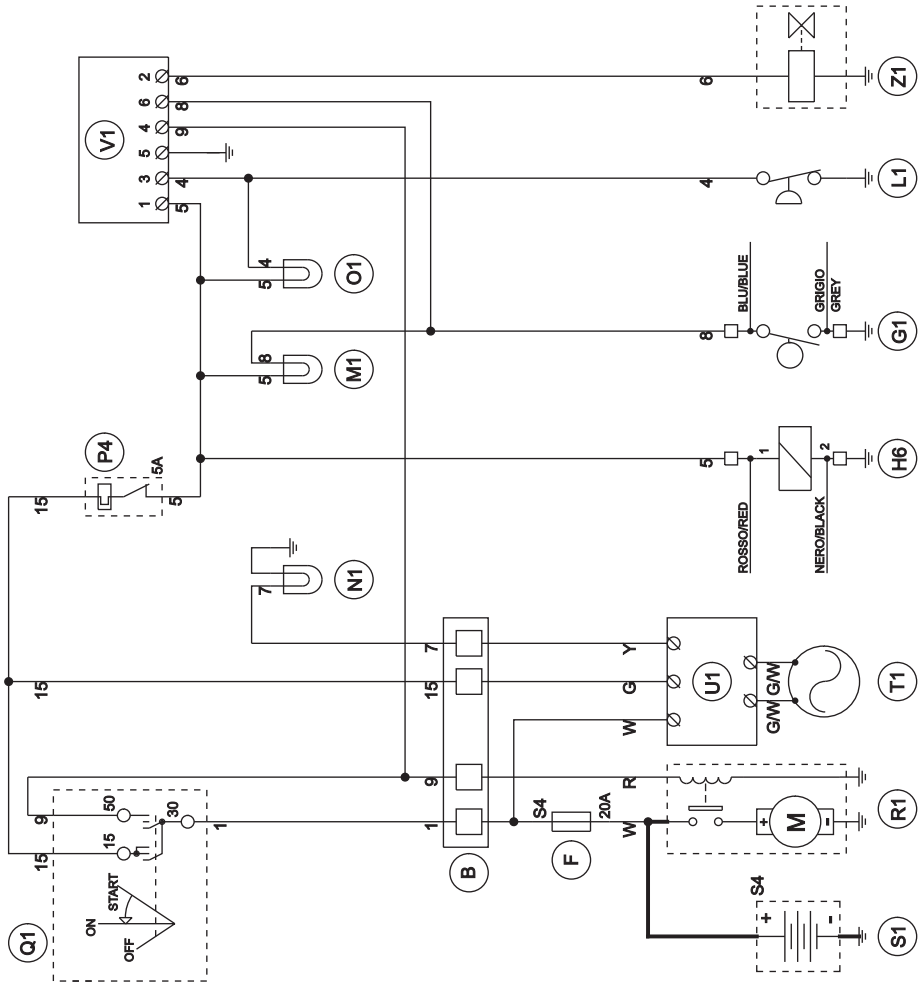 Z1
6
6
2
8
6
9
4
V1
5
4
3
4
L1
5
1
4
5
O1
BLU/BLUE
GRIGIO
GREY
8
5
M1
8
G1
P4
5A
15
5
5
1
2
H6
ROSSO/RED
NERO/BLACK
7
N1
7
Y
15
15
G
U1
G/W
G/W
T1
W
9
R
9
50
15
15
30
1
1
S4
20A
W
M
+
-
R1
B
F
START
ON
OFF
Q1
S4
+
-
S1